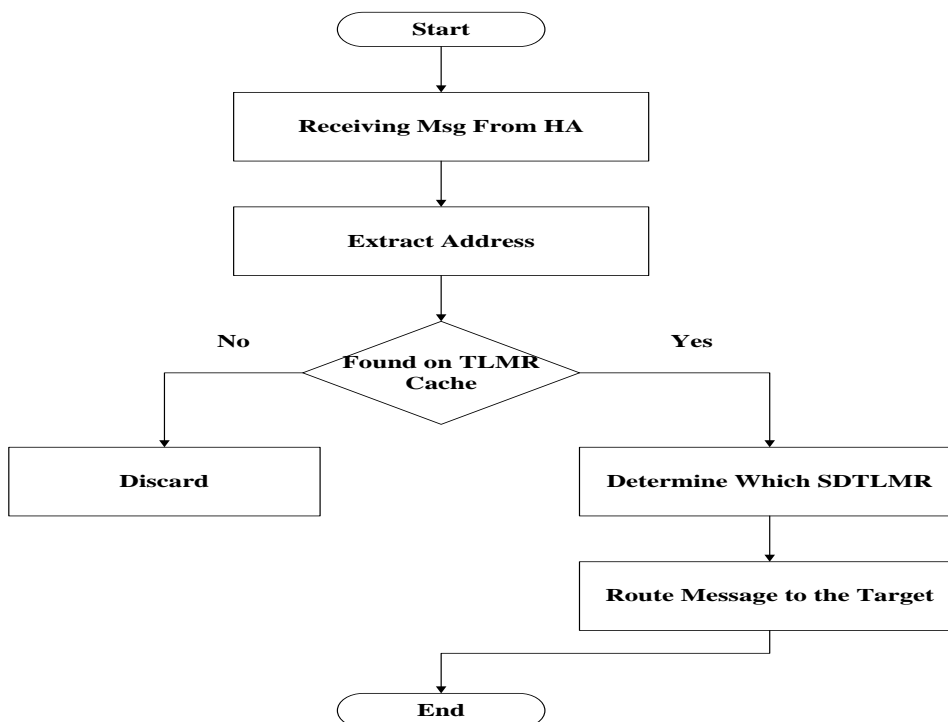 Start
Receiving Msg From HA
Extract Address
No
Yes
Found on TLMR
Cache
Discard
Determine Which SDTLMR
Route Message to the Target
End